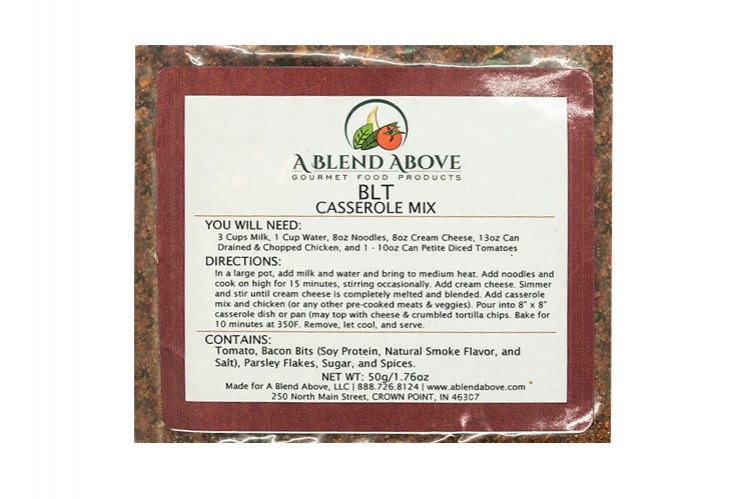 A BLEND ABOVE
GOURMET FOOD PRODUCTS
BLT
CASSEROLE MIX
YOU WILL NEED:
3 Cups Milk, 1 Cup Water, 8oz Noodles, 8oz Cream Cheese, 13oz Can
Drained & Chopped Chicken, and 1 - 10oz Can Petite Diced Tomatoes
DIRECTIONS:
In a large pot, add milk and water and bring to medium heat. Add noodles and
cook on high for 15 minutes, stirring occasionally. Add cream cheese. Simmer
and stir until cream cheese is completely melted and blended. Add casserole
mix and chicken (or any other pre-cooked meats & veggies). Pour into 8" x 8"
casserole dish or pan (may top with cheese & crumbled tortilla chips. Bake for
10 minutes at 350F. Remove, let cool, and serve.
CONTAINS:
Tomato, Bacon Bits (Soy Protein, Natural Smoke Flavor, and
Salt), Parsley Flakes, Sugar, and Spices.
NET WT: 50g/1.76oz
Made for A Blend Above, LLC | 888.726.8124 | www.ablendabove.com
250 North Main Street, CROWN POINT, IN 46307